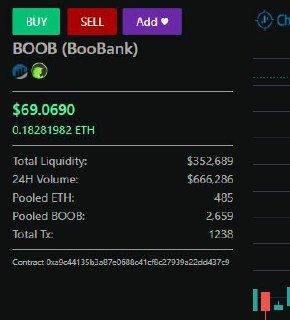 BUY SELL Add ♥ Ch
BOOB (BooBank)
$69.0690
0.18281982 ETH
Total Liquidity: $352,689
24H Volume: $666,286
Pooled ETH: 485
Pooled BOOB: 2,659
Total Tx: 1238
Contract 0xa9c44135b3a87e0688c41cf8c27939a22dd437c9